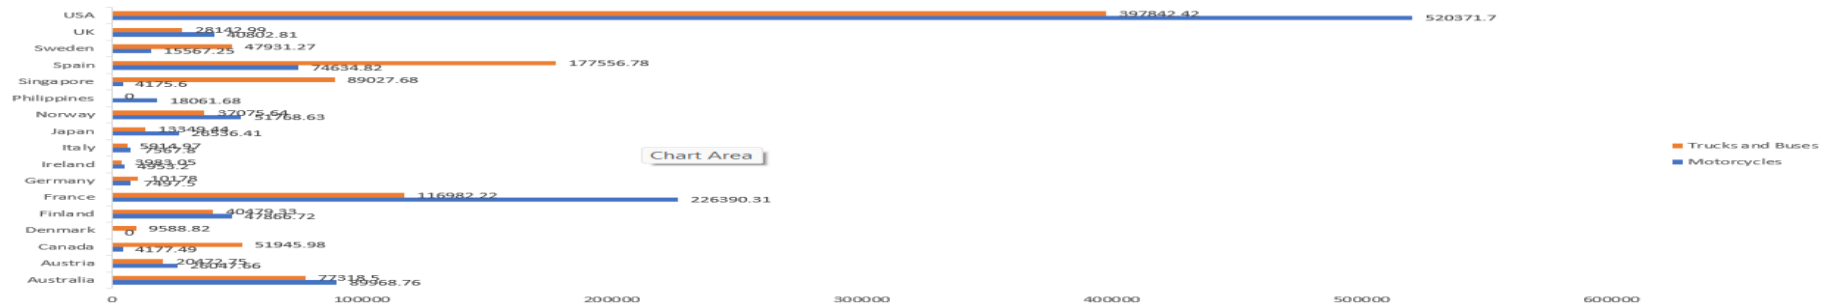 USA 397842.42
520371.7
UK 28142.99
40802.81
Sweden 47931.27
15567.25
Spain 177556.78
74634.82
Singapore 89027.68
4175.6
Philippines 0
18061.68
Norway 37075.64
51768.63
Japan 13349.44
26536.41
Italy 5914.97
7567.8
Chart Area
Trucks and Buses
Ireland 3983.05
4953.2
Motorcycles
Germany 10178
7497.5
France 116982.22
226390.31
Finland 40479.33
47866.72
Denmark 9588.82
0
Canada 51945.98
4177.49
Austria 20472.75
26047.66
Australia 77318.5
89968.76
0 100000 200000 300000 400000 500000 600000